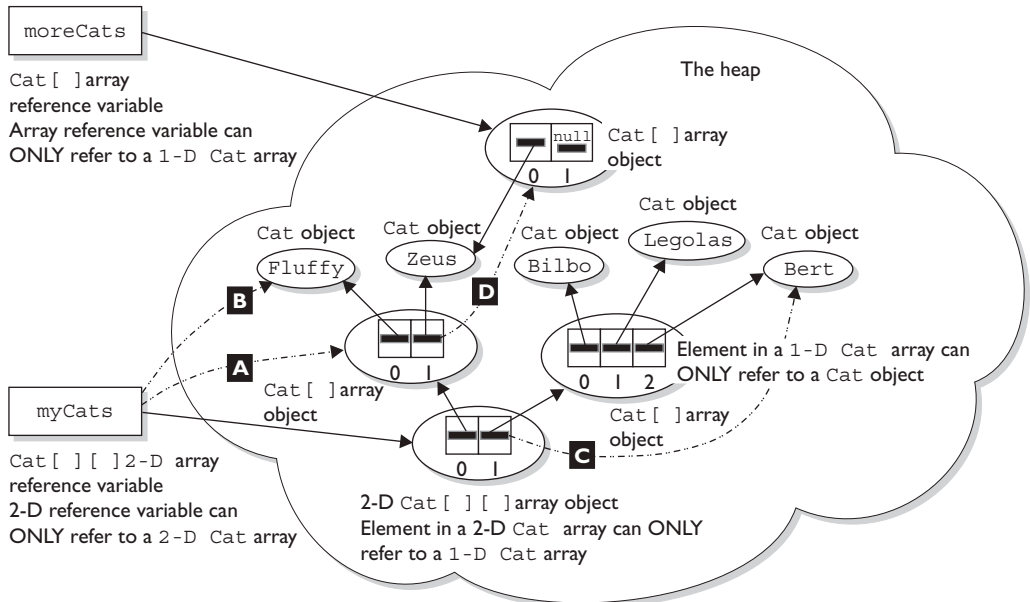 moreCats
Cat [ ] array
reference variable
Array reference variable can
ONLY refer to a 1-D Cat array
The heap
null
0 1
Cat [ ] array
object
Cat object
Fluffy
Cat object
Zeus
Cat object
Bilbo
Cat object
Legolas
Cat object
Bert
D
B
A
0 1
Cat [ ] array
object
0 1 2
Element in a 1-D Cat array can
ONLY refer to a Cat object
Cat [ ] array
object
C
myCats
0 1
Cat [ ] [ ] 2-D array
reference variable
2-D reference variable can
ONLY refer to a 2-D Cat array
2-D Cat [ ] [ ] array object
Element in a 2-D Cat array can ONLY
refer to a 1-D Cat array